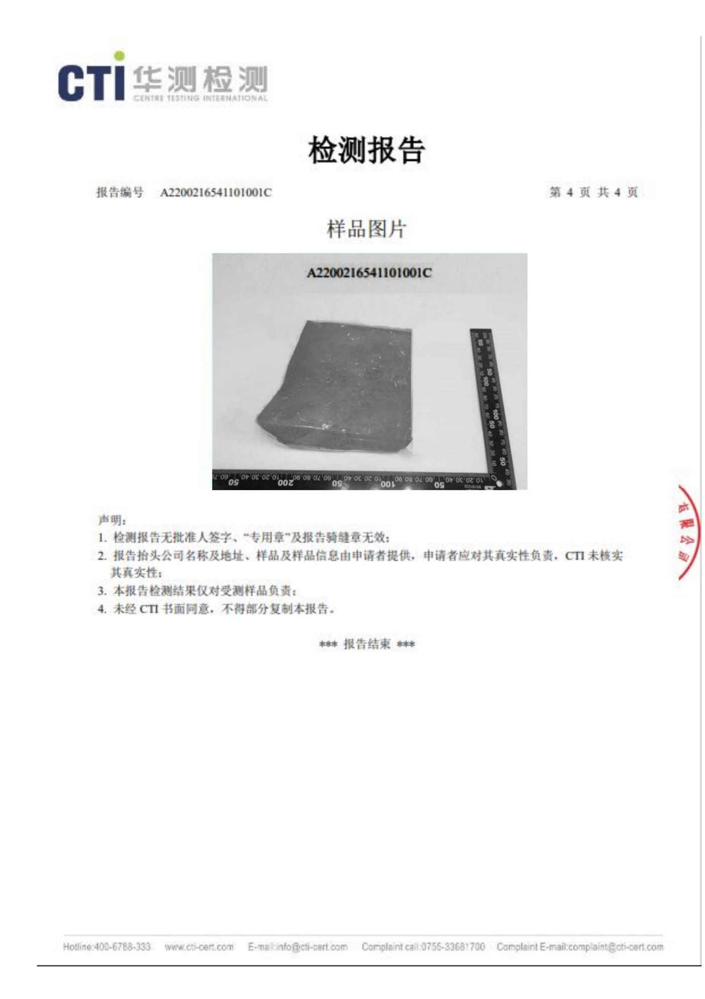 CTI 华测检测
CENTRE TESTING INTERNATIONAL
检测报告
报告编号 A2200216541101001C 第 4 页 共 4 页
样品图片
A2200216541101001C
声明:
1. 检测报告无批准人签字、“专用章”及报告骑缝章无效;
2. 报告抬头公司名称及地址、样品及样品信息由申请者提供，申请者应对其真实性负责，CTI 未核实
其真实性;
3. 本报告检测结果仅对受测样品负责;
4. 未经 CTI 书面同意，不得部分复制本报告。
*** 报告结束 ***
有限公司
Hotline:400-6788-333 www.cti-cert.com E-mail:info@cti-cert.com Complaint call:0755-33681700 Complaint E-mail:complaint@cti-cert.com